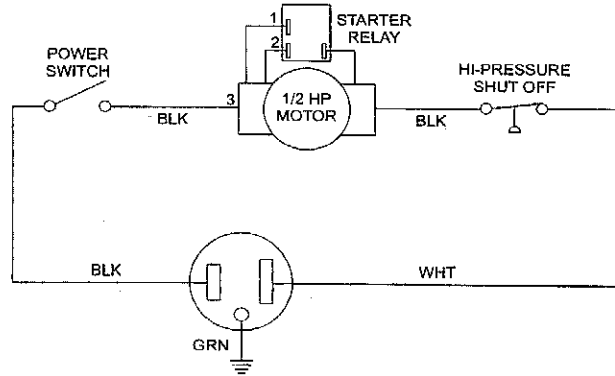 1
STARTER
RELAY
2
POWER
SWITCH
HI-PRESSURE
SHUT OFF
3
1/2 HP
MOTOR
BLK
BLK
BLK
WHT
GRN